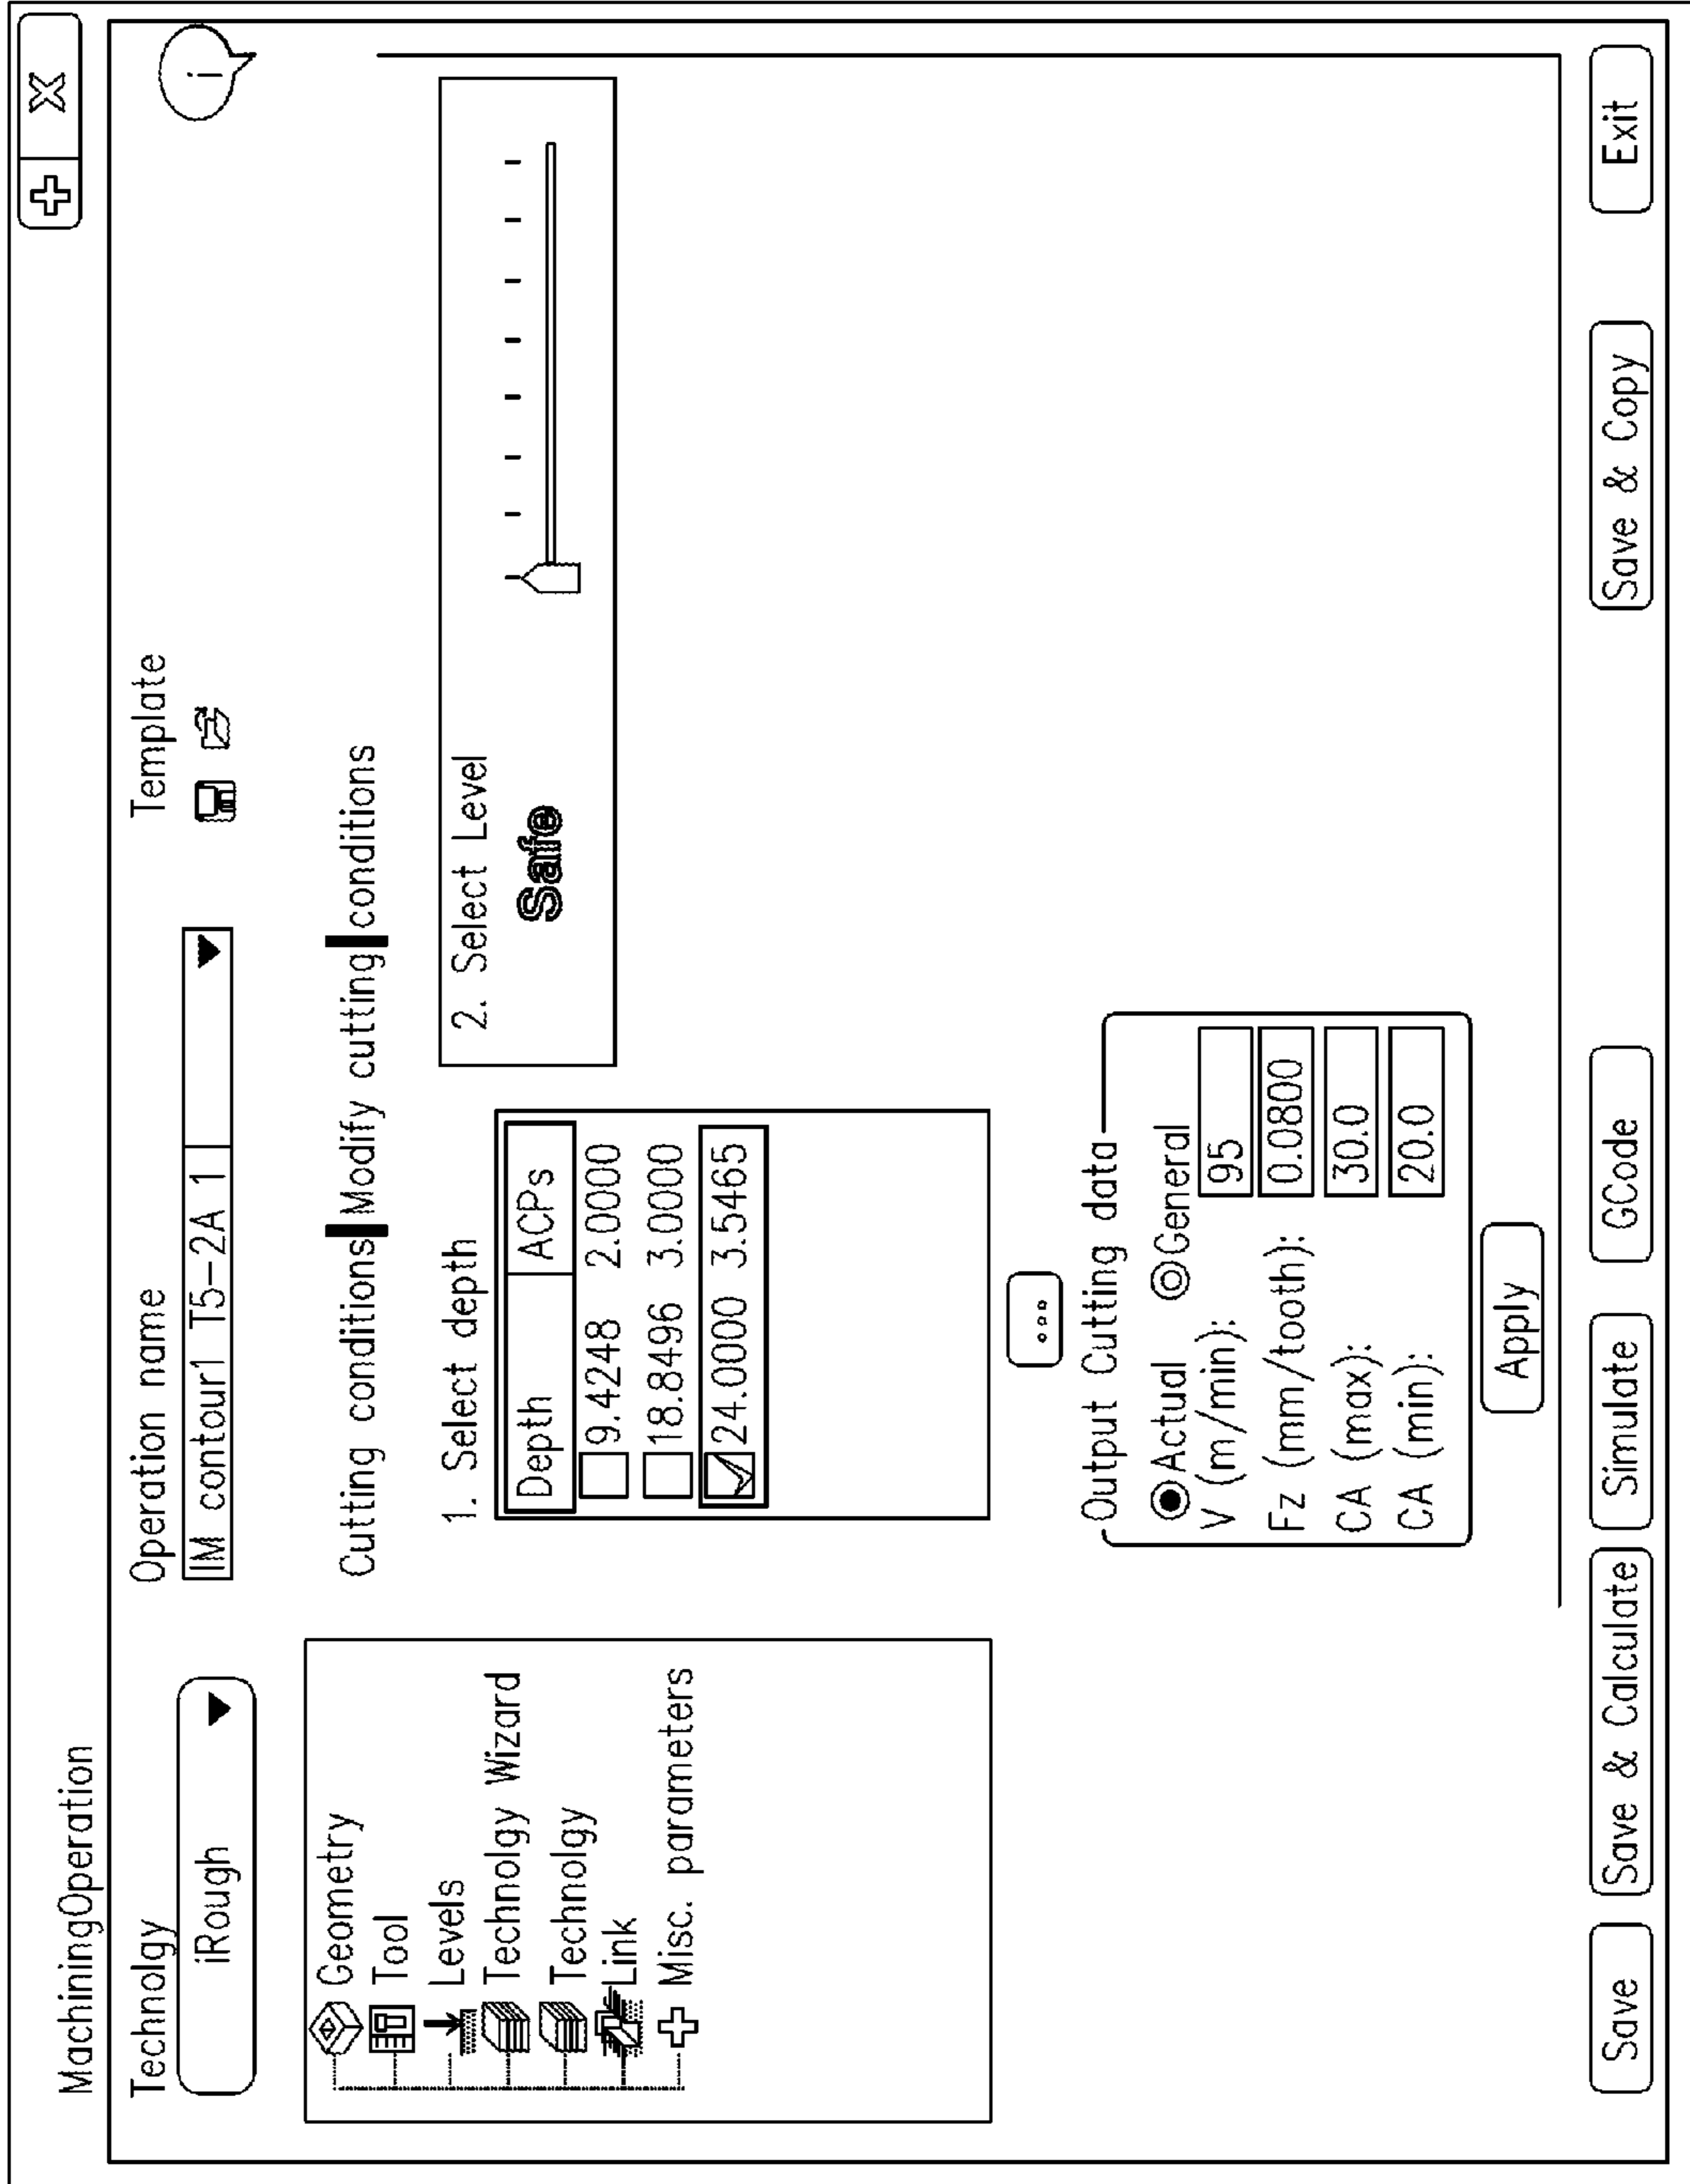 MachiningOperation
X
Technolgy
iRough
Operation name
IM contour1 T5-2A 1
Template
i
Geometry
Tool
Levels
Technolgy Wizard
Technolgy
Link
Misc. parameters
Cutting conditions Modify cutting conditions
1. Select depth
Depth ACPs
9.4248 2.0000
18.8496 3.0000
24.0000 3.5465
...
2. Select Level
Safe
Output Cutting data
Actual General
V (m/min): 95
Fz (mm/tooth): 0.0800
CA (max): 30.0
CA (min): 20.0
Apply
Save Save & Calculate Simulate GCode Save & Copy Exit